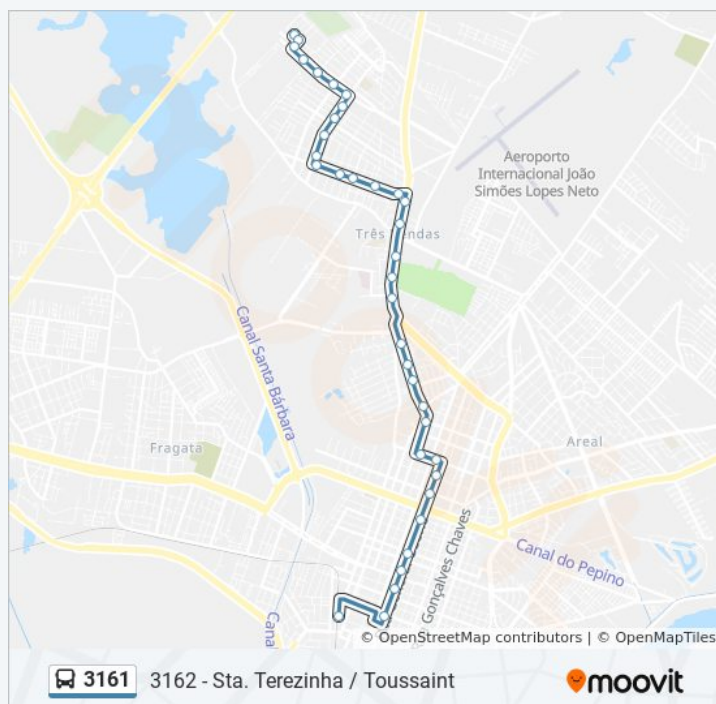 Aeroporto
Internacional João
Simões Lopes Neto
Três
Canal Santa Bárbara
Fragata
Areal
Gonçalves Chaves
Canal do Pepino
Cana
© OpenStreetMap contributors | © OpenMapTiles
3161 3162 - Sta. Terezinha / Toussaint moovit